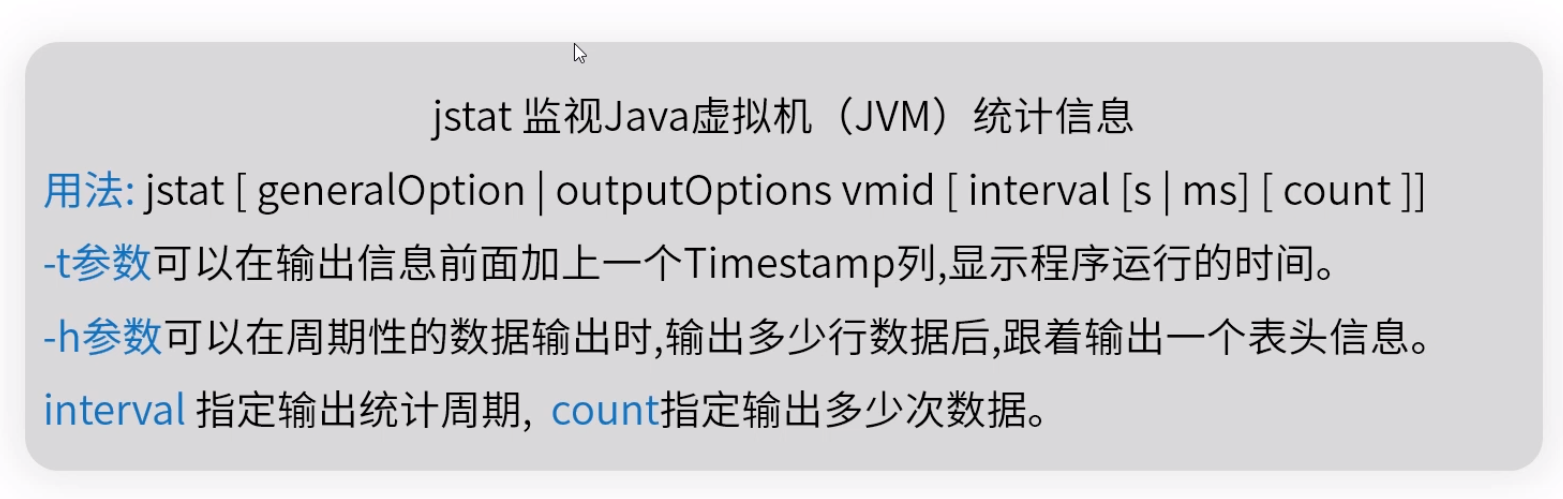 jstat 监视Java虚拟机（JVM）统计信息
用法: jstat [ generalOption | outputOptions vmid [ interval [s | ms] [ count ]]
-t参数可以在输出信息前面加上一个Timestamp列,显示程序运行的时间。
-h参数可以在周期性的数据输出时,输出多少行数据后,跟着输出一个表头信息。
interval 指定输出统计周期,  count指定输出多少次数据。